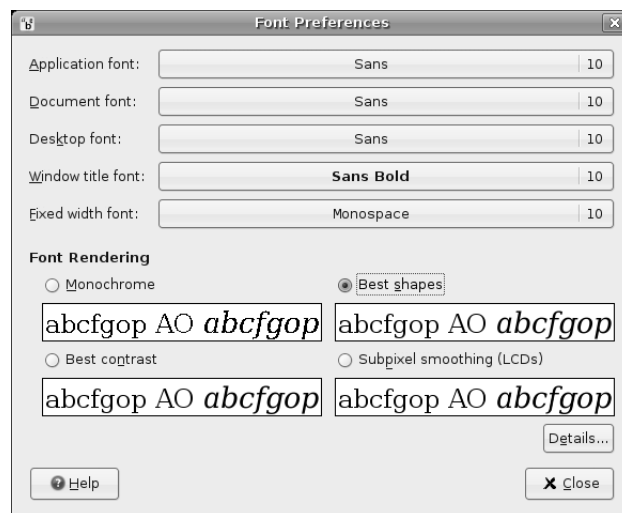 Font Preferences
Application font: Sans 10
Document font: Sans 10
Desktop font: Sans 10
Window title font: Sans Bold 10
Fixed width font: Monospace 10
Font Rendering
Monochrome Best shapes
abcfgop AO abcfgop abcfgop AO abcfgop
Best contrast Subpixel smoothing (LCDs)
abcfgop AO abcfgop abcfgop AO abcfgop
Details...
Help Close